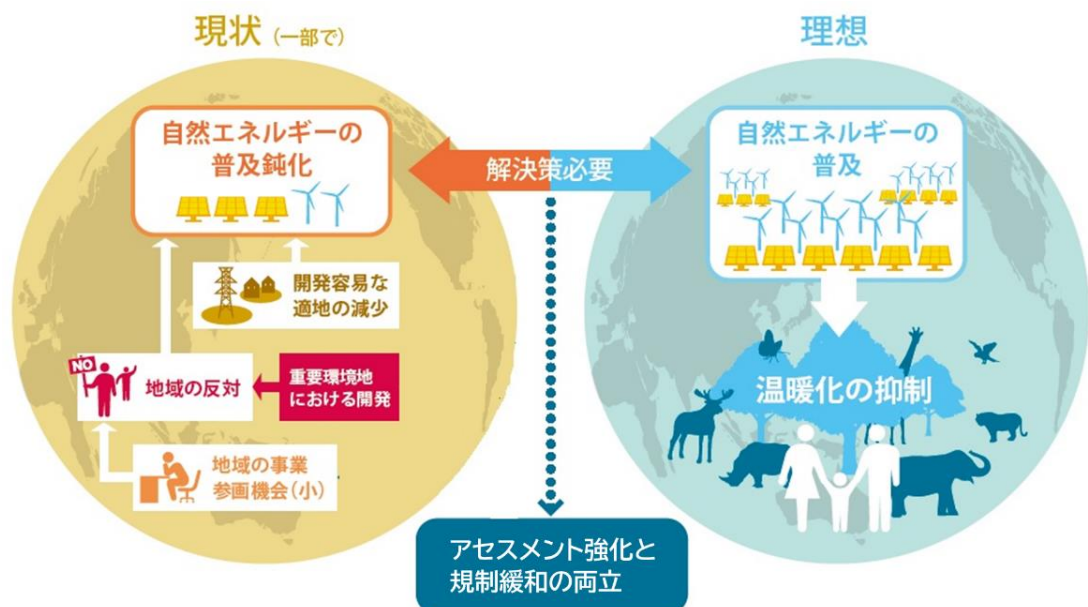 現状（一部で）
自然エネルギーの
普及鈍化
開発容易な
適地の減少
NO
地域の反対
重要環境地
における開発
地域の事業
参画機会（小）
解決策必要
アセスメント強化と
規制緩和の両立
理想
自然エネルギーの
普及
温暖化の抑制